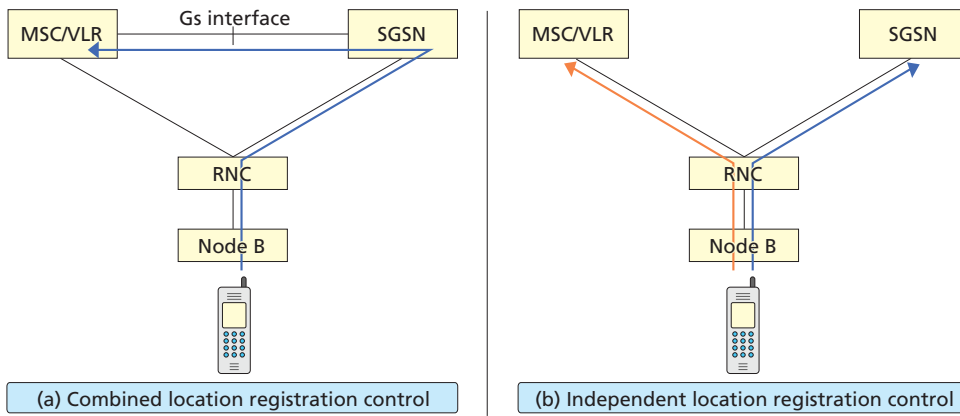 Gs interface
MSC/VLR
SGSN
RNC
Node B
(a) Combined location registration control
MSC/VLR
SGSN
RNC
Node B
(b) Independent location registration control